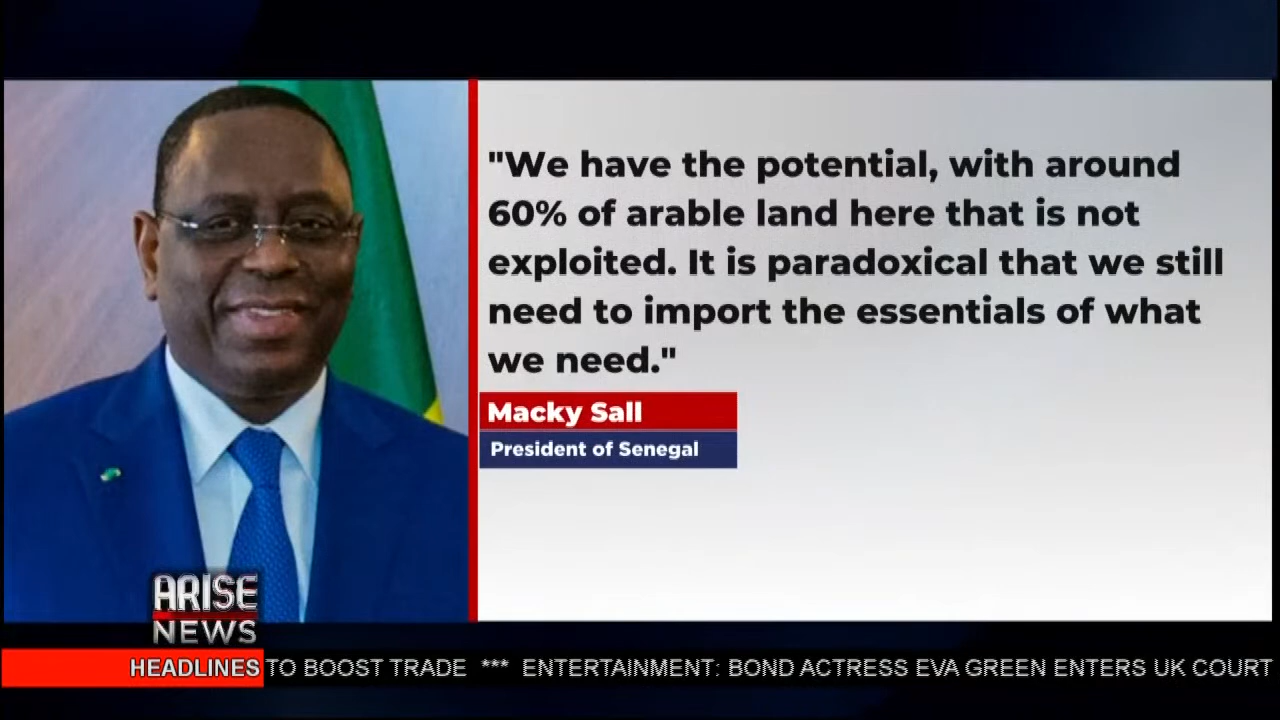 "We have the potential, with around
60% of arable land here that is not
exploited. It is paradoxical that we still
need to import the essentials of what
we need."
Macky Sall
President of Senegal
ARISE
NEWS
HEADLINES TO BOOST TRADE *** ENTERTAINMENT: BOND ACTRESS EVA GREEN ENTERS UK COURT